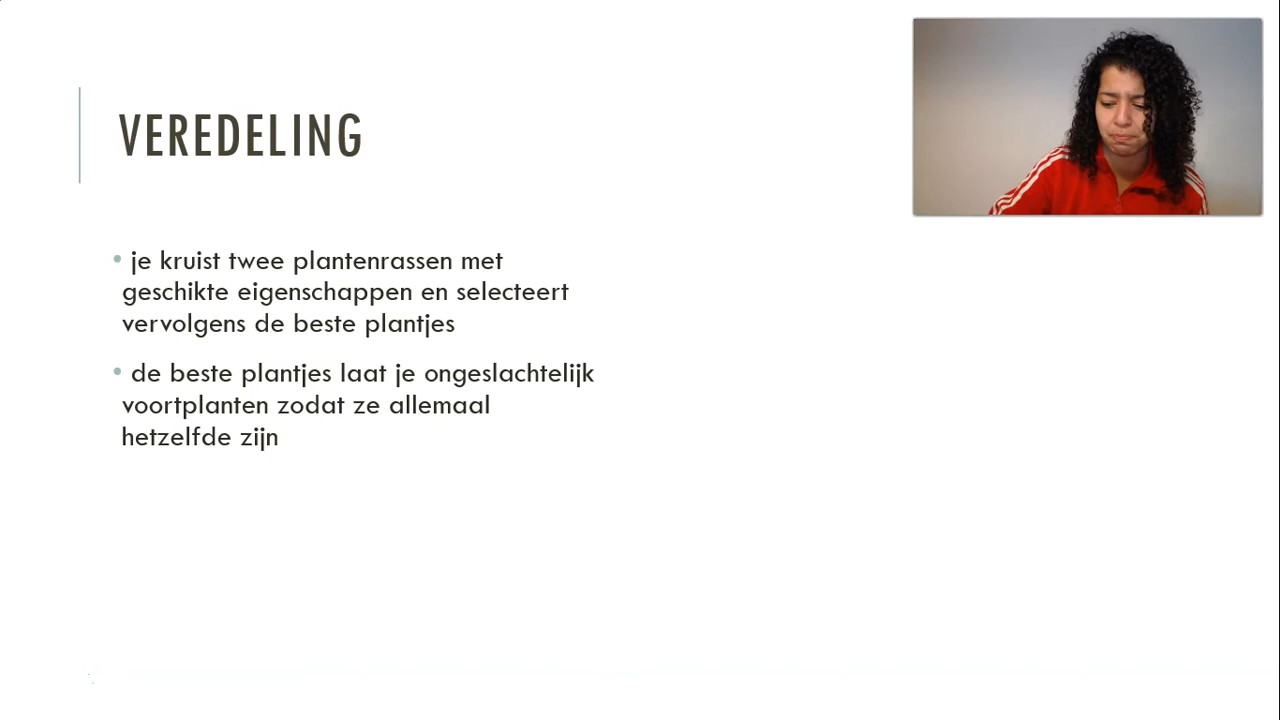 VEREDELING
• je kruist twee plantenrassen met
geschikte eigenschappen en selecteert
vervolgens de beste plantjes
• de beste plantjes laat je ongeslachtelijk
voortplanten zodat ze allemaal
hetzelfde zijn